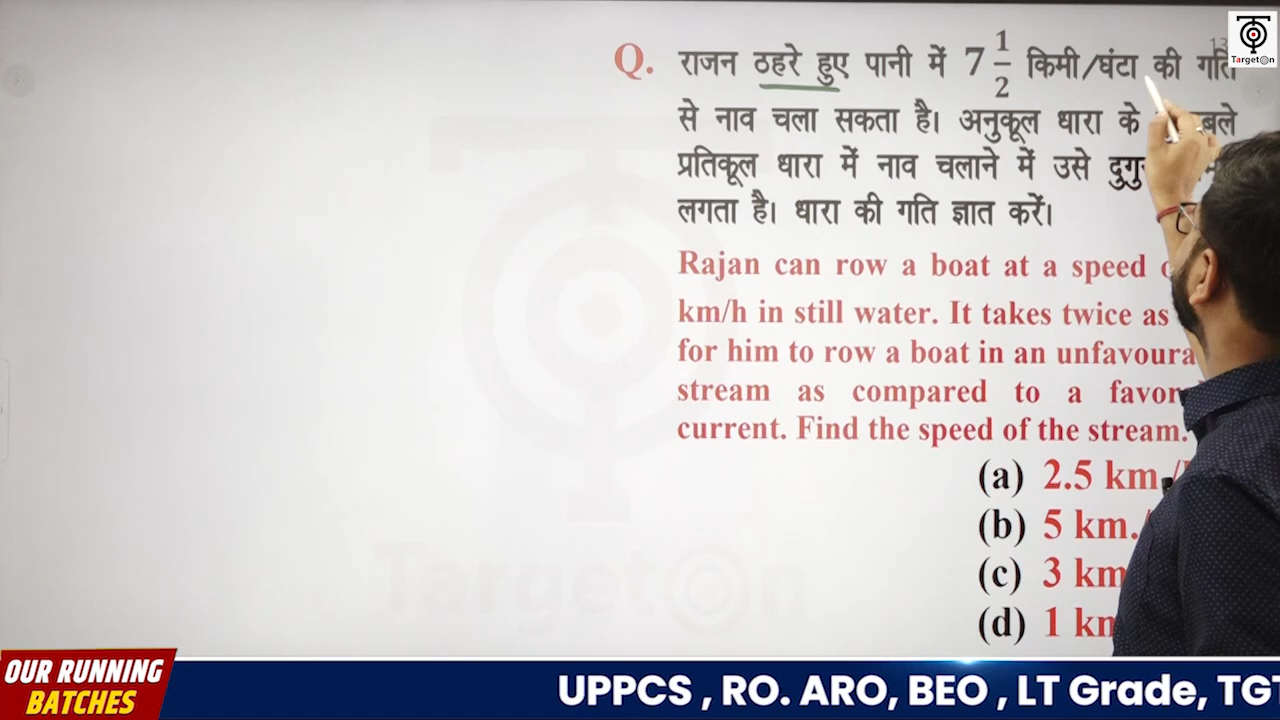 Q. राजन ठहरे हुए पानी में 7 1/2 किमी/घंटा की गति
से नाव चला सकता है। अनुकूल धारा के
प्रतिकूल धारा में नाव चलाने में उसे
लगता है। धारा की गति ज्ञात करें।
Rajan can row a boat at a speed
km/h in still water. It takes twice as
for him to row a boat in an
stream as compared to a
current. Find the speed of the stream.
(a) 2.5 km./
(b) 5 km.
(c) 3 km
(d) 1
TargetOn
TargetOn
OUR RUNNING
BATCHES
UPPCS , RO. ARO, BEO , LT Grade, TGT